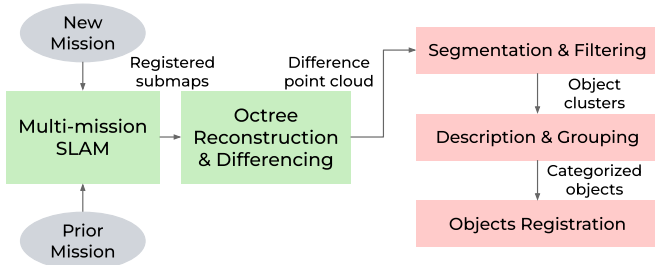 New
Mission
Registered
submaps
Difference
point cloud
Segmentation & Filtering
Multi-mission
SLAM
Octree
Reconstruction
& Differencing
Object
clusters
Description & Grouping
Categorized
objects
Prior
Mission
Objects Registration